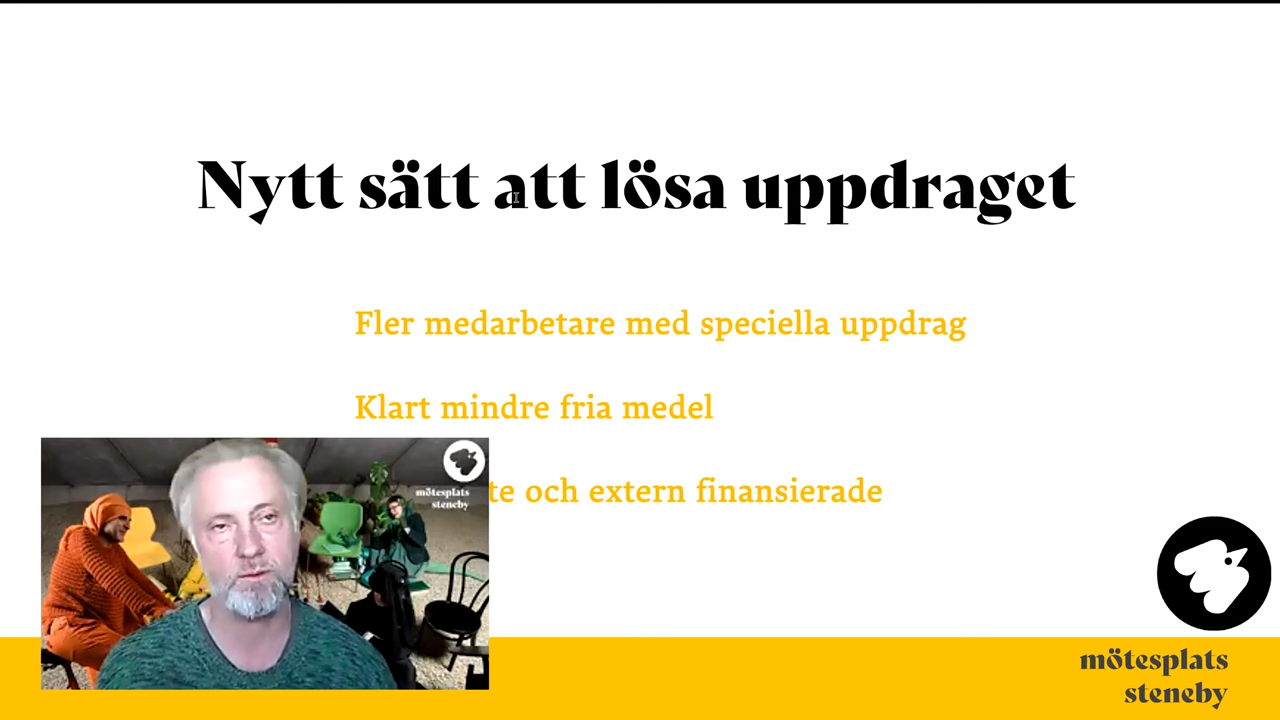 Nytt sätt att lösa uppdraget
Fler medarbetare med speciella uppdrag
Klart mindre fria medel
och extern finansierade
mötesplats
steneby
mötesplats
steneby